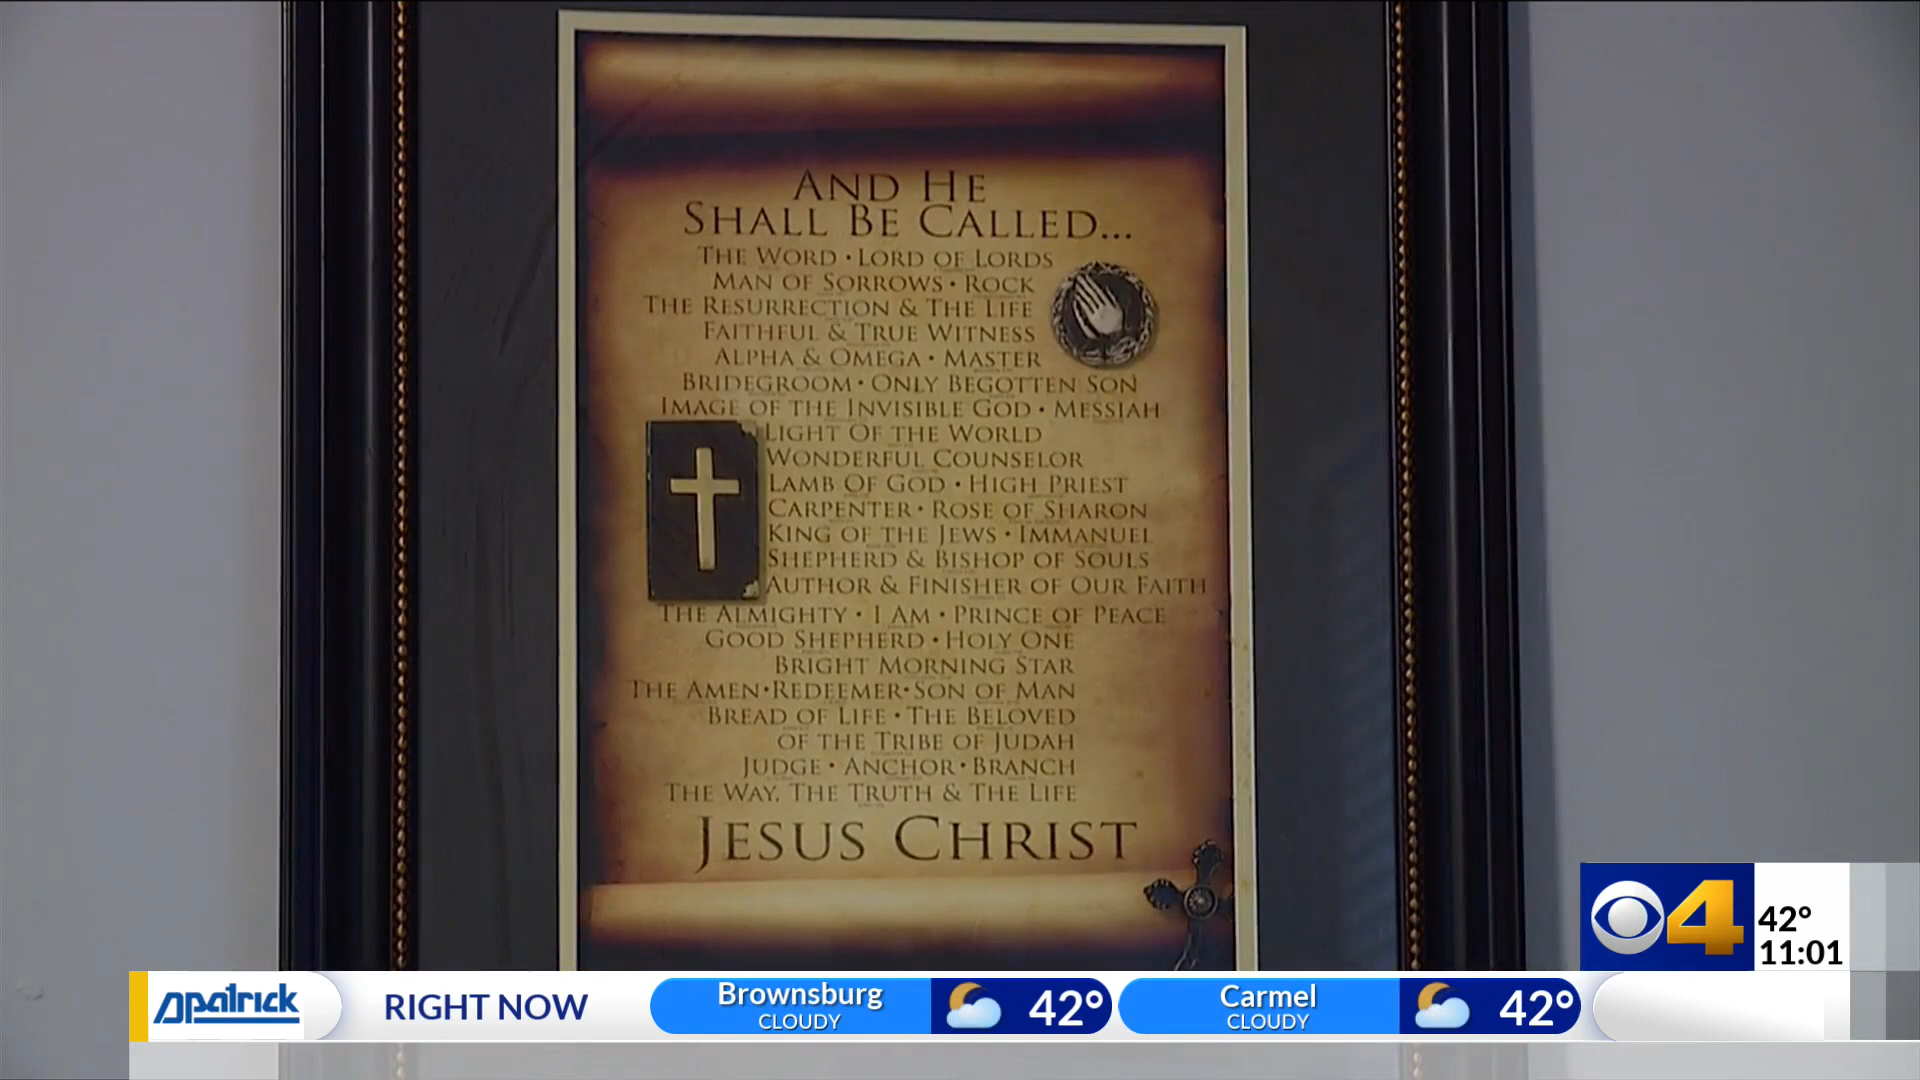 AND HE
SHALL BE CALLED...
THE WORD • LORD OF LORDS
MAN OF SORROWS • ROCK
THE RESURRECTION & THE LIFE
FAITHFUL & TRUE WITNESS
ALPHA & OMEGA • MASTER
BRIDEGROOM • ONLY BEGOTTEN SON
IMAGE OF THE INVISIBLE GOD • MESSIAH
LIGHT OF THE WORLD
WONDERFUL COUNSELOR
LAMB OF GOD • HIGH PRIEST
CARPENTER • ROSE OF SHARON
KING OF THE JEWS • IMMANUEL
SHEPHERD & BISHOP OF SOULS
AUTHOR & FINISHER OF OUR FAITH
THE ALMIGHTY • I AM • PRINCE OF PEACE
GOOD SHEPHERD • HOLY ONE
BRIGHT MORNING STAR
THE AMEN • REDEEMER • SON OF MAN
BREAD OF LIFE • THE BELOVED
OF THE TRIBE OF JUDAH
JUDGE • ANCHOR • BRANCH
THE WAY, THE TRUTH & THE LIFE
JESUS CHRIST
4
42°
11:01
patrick
RIGHT NOW
Brownsburg
CLOUDY
42°
Carmel
CLOUDY
42°